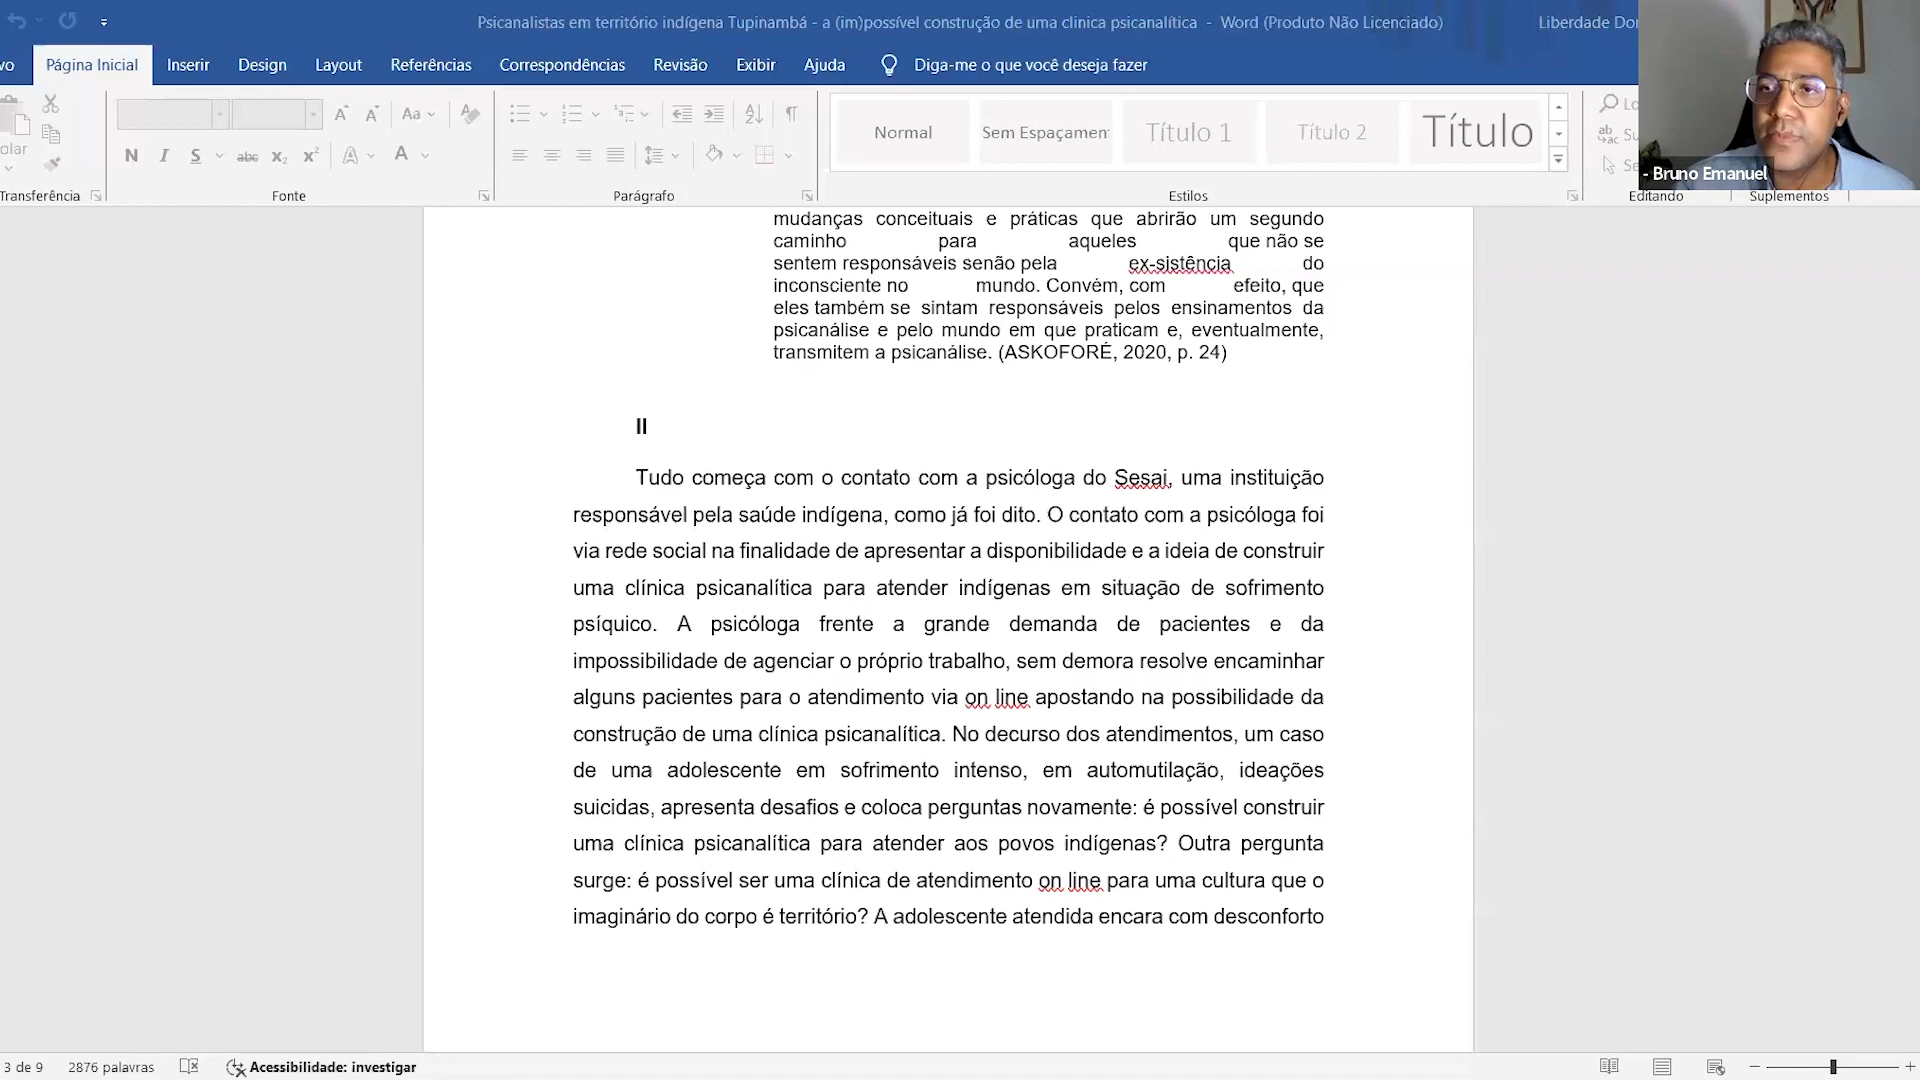 Psicanalistas em território indígena Tupinambá - a (im)possível construção de uma clinica psicanalítica - Word (Produto Não Licenciado)
Liberdade Dor
vo Página Inicial Inserir Design Layout Referências Correspondências Revisão Exibir Ajuda Diga-me o que você deseja fazer
Aa
Normal Sem Espaçamen Título 1 Título 2 Título
Lo
Su
Se
olar
N I S abc x₂ x² A A
- Bruno Emanuel
Transferência Fonte Parágrafo Estilos Editando Suplementos
mudanças conceituais e práticas que abrirão um segundo
caminho para aqueles que não se
sentem responsáveis senão pela ex-sistência do
inconsciente no mundo. Convém, com efeito, que
eles também se sintam responsáveis pelos ensinamentos da
psicanálise e pelo mundo em que praticam e, eventualmente,
transmitem a psicanálise. (ASKOFORÉ, 2020, p. 24)
II
Tudo começa com o contato com a psicóloga do Sesai, uma instituição
responsável pela saúde indígena, como já foi dito. O contato com a psicóloga foi
via rede social na finalidade de apresentar a disponibilidade e a ideia de construir
uma clínica psicanalítica para atender indígenas em situação de sofrimento
psíquico. A psicóloga frente a grande demanda de pacientes e da
impossibilidade de agenciar o próprio trabalho, sem demora resolve encaminhar
alguns pacientes para o atendimento via on line apostando na possibilidade da
construção de uma clínica psicanalítica. No decurso dos atendimentos, um caso
de uma adolescente em sofrimento intenso, em automutilação, ideações
suicidas, apresenta desafios e coloca perguntas novamente: é possível construir
uma clínica psicanalítica para atender aos povos indígenas? Outra pergunta
surge: é possível ser uma clínica de atendimento on line para uma cultura que o
imaginário do corpo é território? A adolescente atendida encara com desconforto
3 de 9 2876 palavras Acessibilidade: investigar